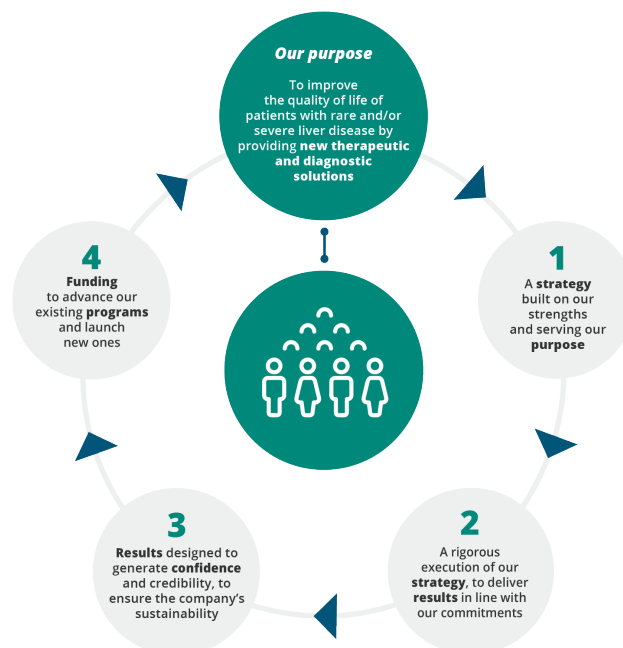 Our purpose
To improve
the quality of life of
patients with rare and/or
severe liver disease by
providing new therapeutic
and diagnostic
solutions
1
A strategy
built on our
strengths
and serving our
purpose
2
A rigorous
execution of our
strategy, to deliver
results in line with
our commitments
3
Results designed to
generate confidence
and credibility, to
ensure the company’s
sustainability
4
Funding
to advance our
existing programs
and launch
new ones